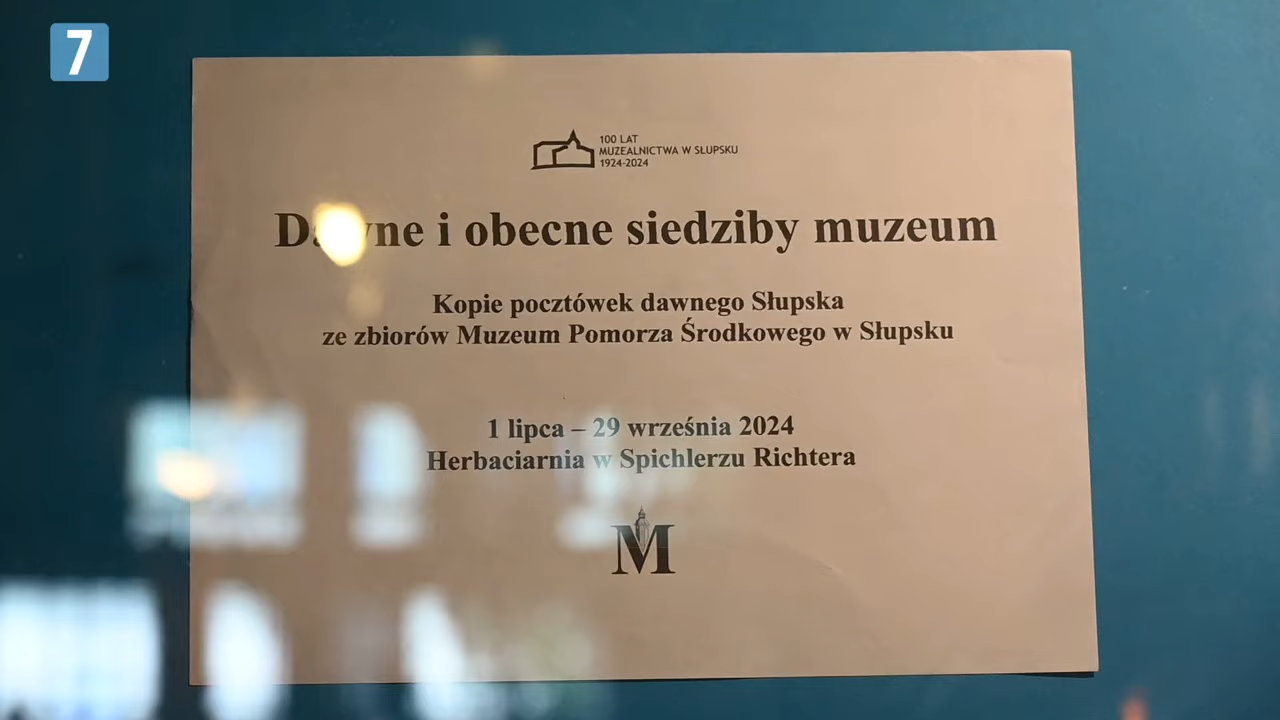 7
100 LAT
MUZEALNICTWA W SŁUPSKU
1924-2024
Dawne i obecne siedziby muzeum
Kopie pocztówek dawnego Słupska
ze zbiorów Muzeum Pomorza Środkowego w Słupsku
1 lipca – 29 września 2024
Herbaciarnia w Spichlerzu Richtera
M